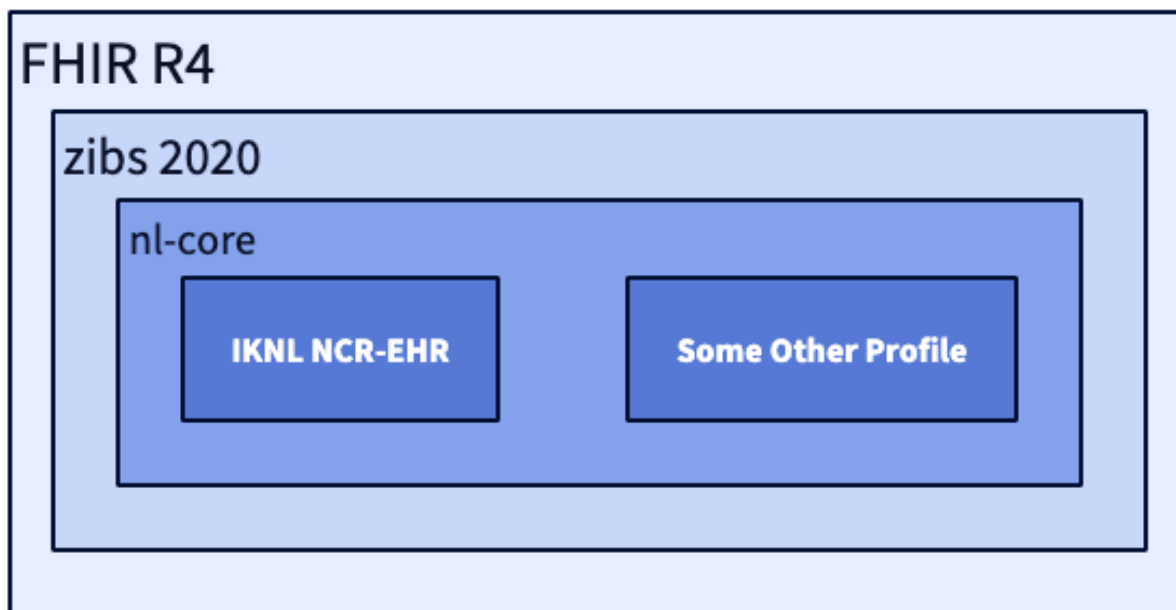 FHIR R4
zibs 2020
nl-core
IKNL NCR-EHR
Some Other Profile